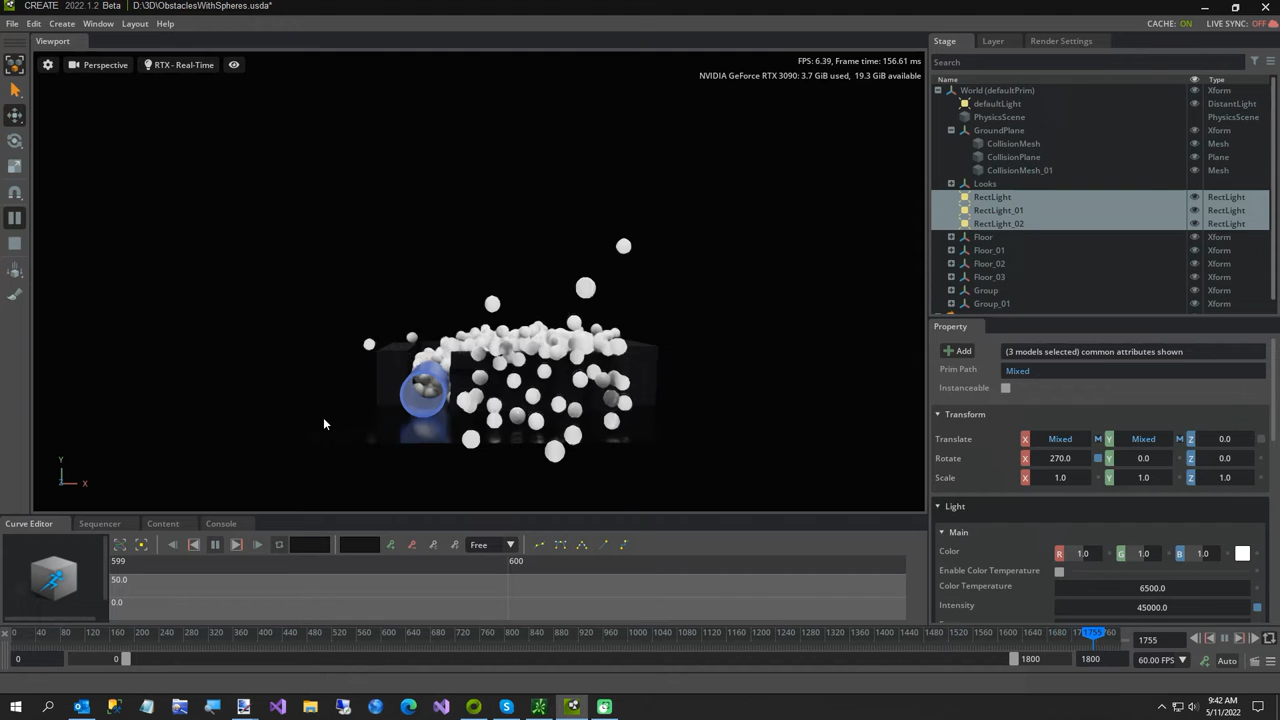 CREATE 2022.1.2 Beta D:\3D\ObstaclesWithSpheres.usda*
File Edit Create Window Layout Help CACHE: ON LIVE SYNC: OFF
Viewport
Perspective RTX - Real-Time
FPS: 6.39, Frame time: 156.61 ms
NVIDIA GeForce RTX 3090: 3.7 GiB used, 19.3 GiB available
Y
Z X
Stage Layer Render Settings
Search
Name Type
World (defaultPrim) Xform
defaultLight DistantLight
PhysicsScene PhysicsScene
GroundPlane Xform
CollisionMesh Mesh
CollisionPlane Plane
CollisionMesh_01 Mesh
Looks Xform
RectLight RectLight
RectLight_01 RectLight
RectLight_02 RectLight
Floor Xform
Floor_01 Xform
Floor_02 Xform
Floor_03 Xform
Group Xform
Group_01 Xform
Property
Add (3 models selected) common attributes shown
Prim Path Mixed
Instanceable
Transform
Translate X Mixed M Y Mixed M Z 0.0
Rotate X 270.0 Y 0.0 Z 0.0
Scale X 1.0 Y 1.0 Z 1.0
Light
Main
Color R 1.0 G 1.0 B 1.0
Enable Color Temperature
Color Temperature 6500.0
Intensity 45000.0
Curve Editor Sequencer Content Console
Free
599 600
50.0
0.0
0 40 80 120 160 200 240 280 320 360 400 440 480 520 560 600 640 680 720 760 800 840 880 920 960 1000 1040 1080 1120 1160 1200 1240 1280 1320 1360 1400 1440 1480 1520 1560 1600 1640 1680 1755 1755
0 0 1800 1800 60.00 FPS Auto
9:42 AM
5/11/2022